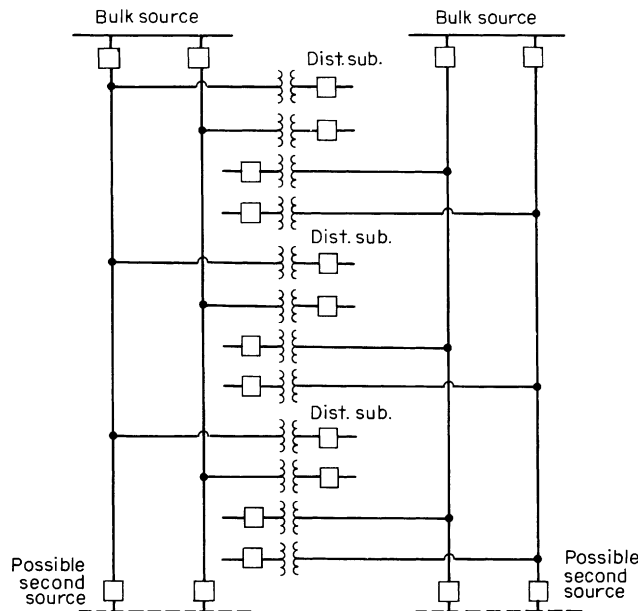 Bulk source
Bulk source
Dist. sub.
Dist. sub.
Dist. sub.
Possible
second
source
Possible
second
source